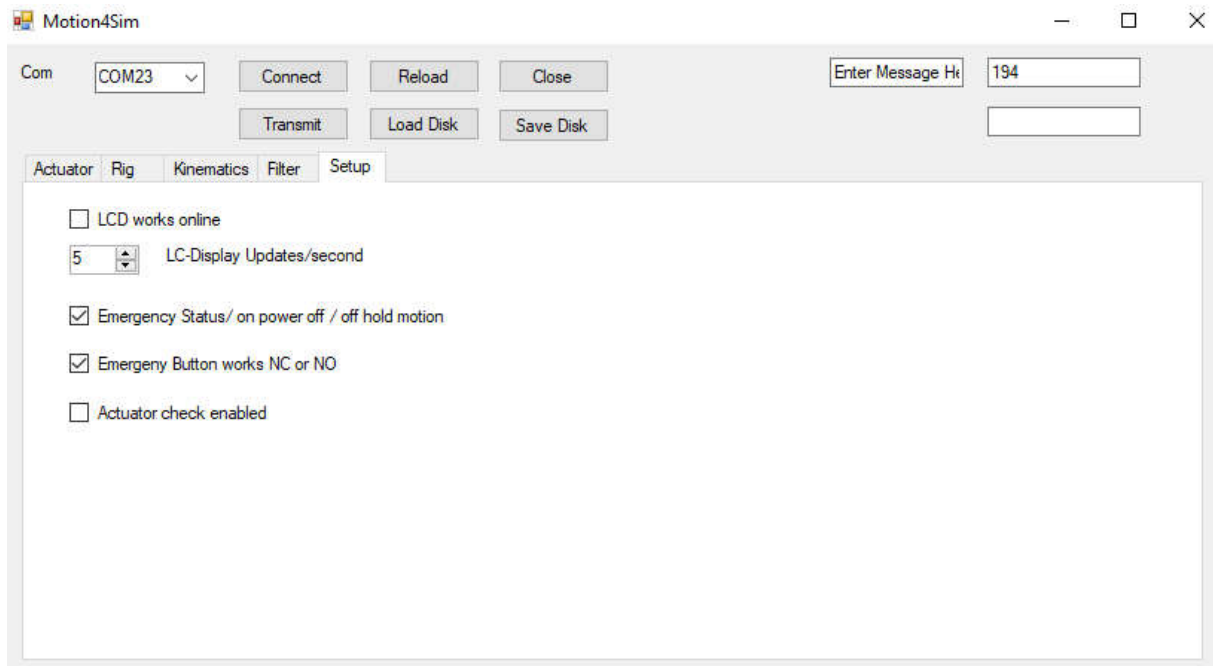 Motion4Sim
Com COM23 Connect Reload Close Enter Message He 194
Transmit Load Disk Save Disk
Actuator Rig Kinematics Filter Setup
LCD works online
5 LC-Display Updates/second
Emergency Status/ on power off / off hold motion
Emergeny Button works NC or NO
Actuator check enabled